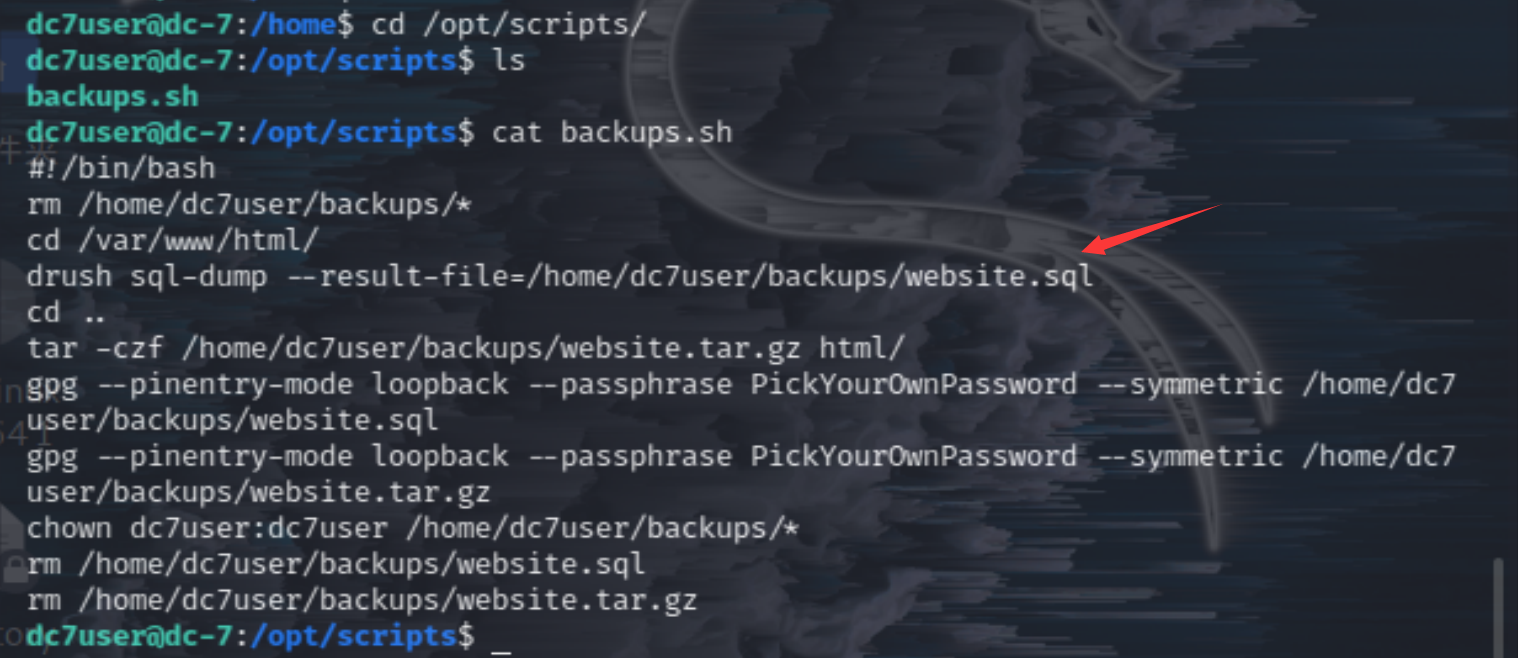 dc7user@dc-7:/home$ cd /opt/scripts/
dc7user@dc-7:/opt/scripts$ ls
backups.sh
dc7user@dc-7:/opt/scripts$ cat backups.sh
#!/bin/bash
rm /home/dc7user/backups/*
cd /var/www/html/
drush sql-dump --result-file=/home/dc7user/backups/website.sql
cd ..
tar -czf /home/dc7user/backups/website.tar.gz html/
gpg --pinentry-mode loopback --passphrase PickYourOwnPassword --symmetric /home/dc7
user/backups/website.sql
gpg --pinentry-mode loopback --passphrase PickYourOwnPassword --symmetric /home/dc7
user/backups/website.tar.gz
chown dc7user:dc7user /home/dc7user/backups/*
rm /home/dc7user/backups/website.sql
rm /home/dc7user/backups/website.tar.gz
dc7user@dc-7:/opt/scripts$ _